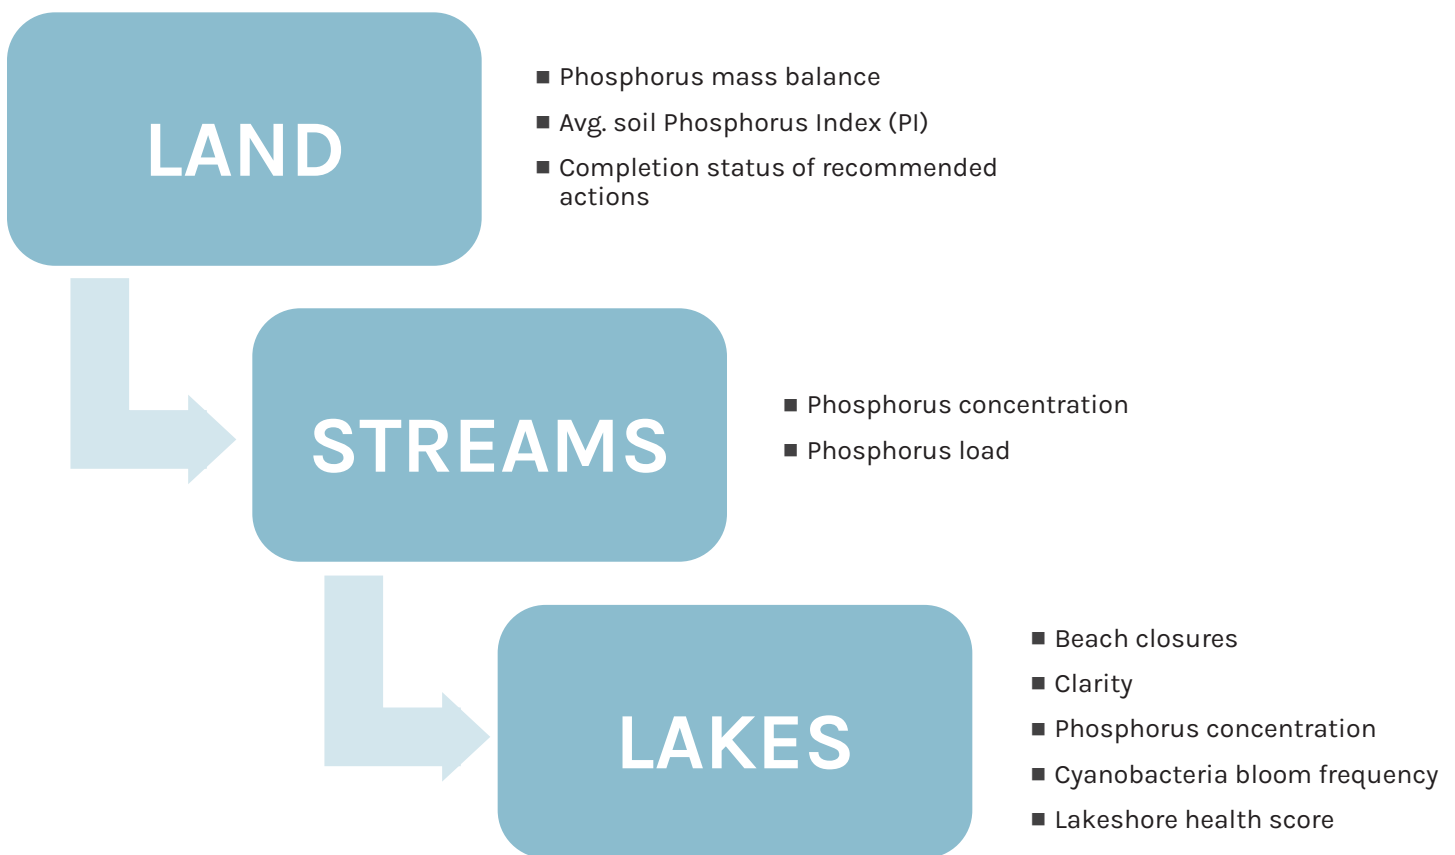 LAND
■ Phosphorus mass balance
■ Avg. soil Phosphorus Index (PI)
■ Completion status of recommended
actions
STREAMS
■ Phosphorus concentration
■ Phosphorus load
LAKES
■ Beach closures
■ Clarity
■ Phosphorus concentration
■ Cyanobacteria bloom frequency
■ Lakeshore health score